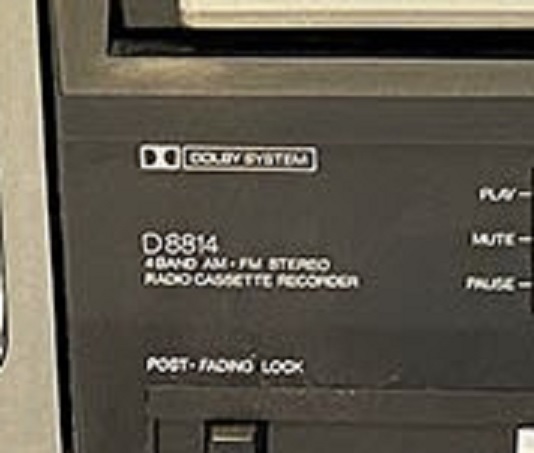 DOLBY SYSTEM
PLAY
D8814
MUTE
4 BAND AM • FM STEREO
RADIO CASSETTE RECORDER
PAUSE
POST • FADING LOCK